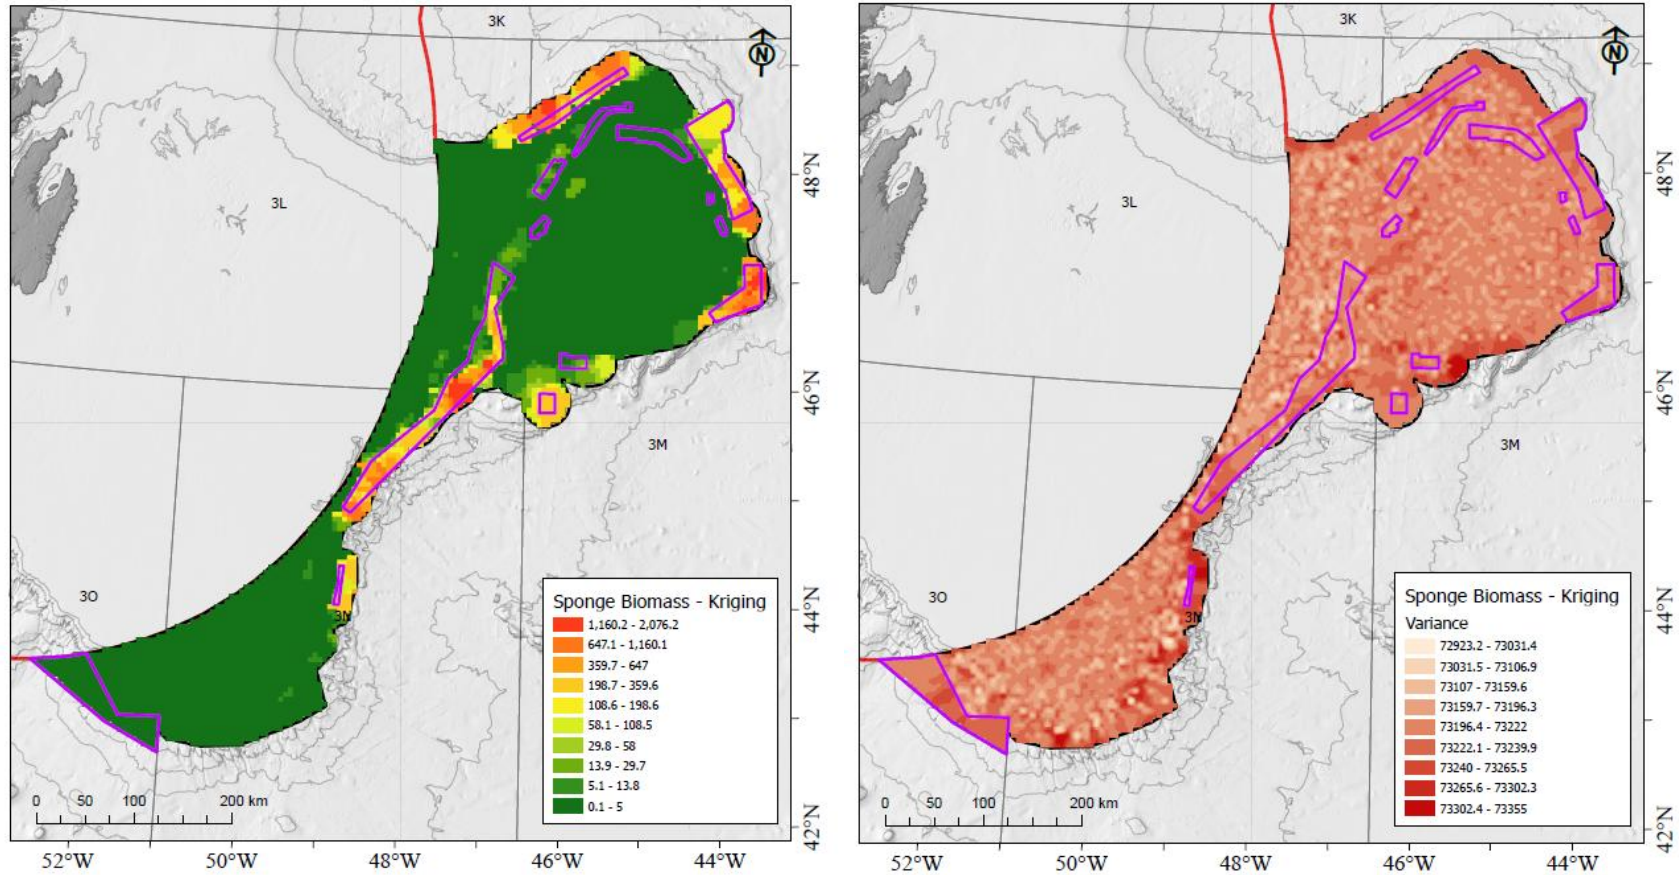 3K
N
3L
48°N
46°N
3M
3O
44°N
3N
Sponge Biomass - Kriging
1,160.2 - 2,076.2
647.1 - 1,160.1
359.7 - 647
198.7 - 359.6
108.6 - 198.6
58.1 - 108.5
29.8 - 58
13.9 - 29.7
5.1 - 13.8
0.1 - 5
0 50 100 200 km
42°N
52°W 50°W 48°W 46°W 44°W
3K
N
3L
48°N
46°N
3M
3O
44°N
3N
Sponge Biomass - Kriging
Variance
72923.2 - 73031.4
73031.5 - 73106.9
73107 - 73159.6
73159.7 - 73196.3
73196.4 - 73222
73222.1 - 73239.9
73240 - 73265.5
73265.6 - 73302.3
73302.4 - 73355
0 50 100 200 km
42°N
52°W 50°W 48°W 46°W 44°W